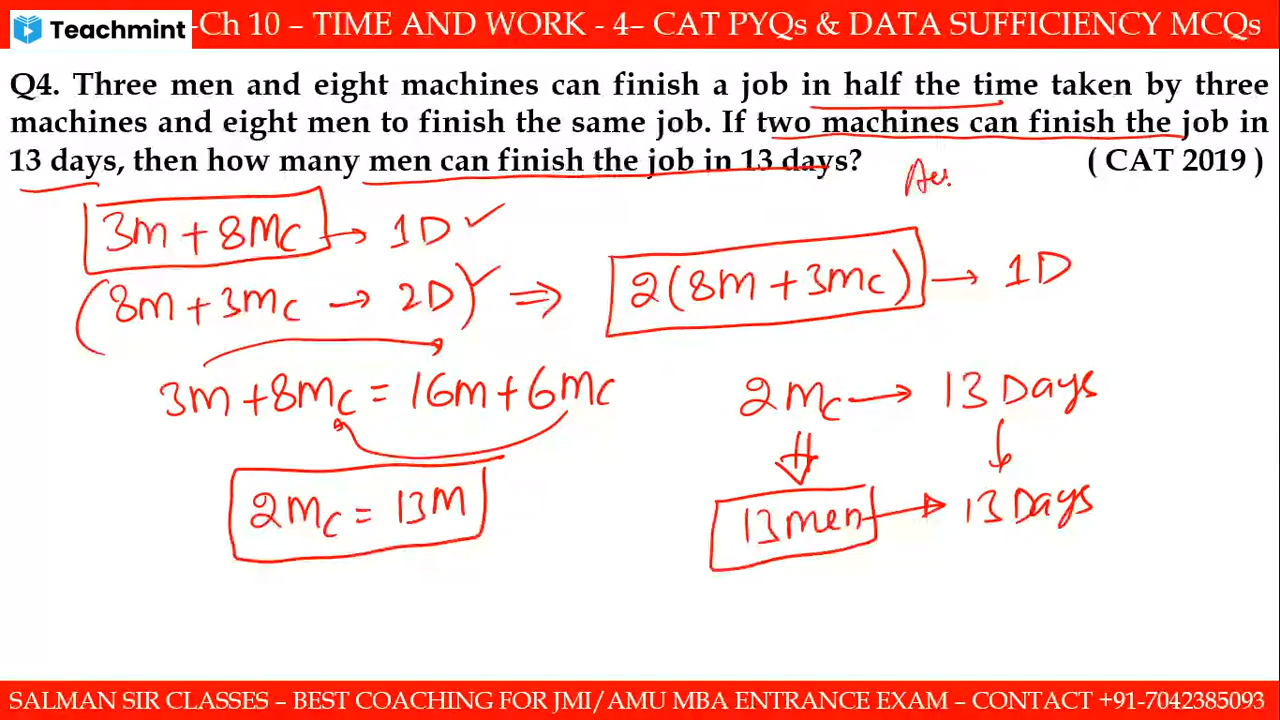 Teachmint
-Ch 10 – TIME AND WORK - 4– CAT PYQs & DATA SUFFICIENCY MCQs
Q4. Three men and eight machines can finish a job in half the time taken by three
machines and eight men to finish the same job. If two machines can finish the job in
13 days, then how many men can finish the job in 13 days? ( CAT 2019 )
Ans
3m + 8mc → 1D ✓
(8m + 3mc → 2D) ✓ ⇒ 2(8m + 3mc) → 1D
3m + 8mc = 16m + 6mc
2mc → 13 Days
2mc = 13m
13 men → 13 Days
SALMAN SIR CLASSES – BEST COACHING FOR JMI/AMU MBA ENTRANCE EXAM – CONTACT +91-7042385093